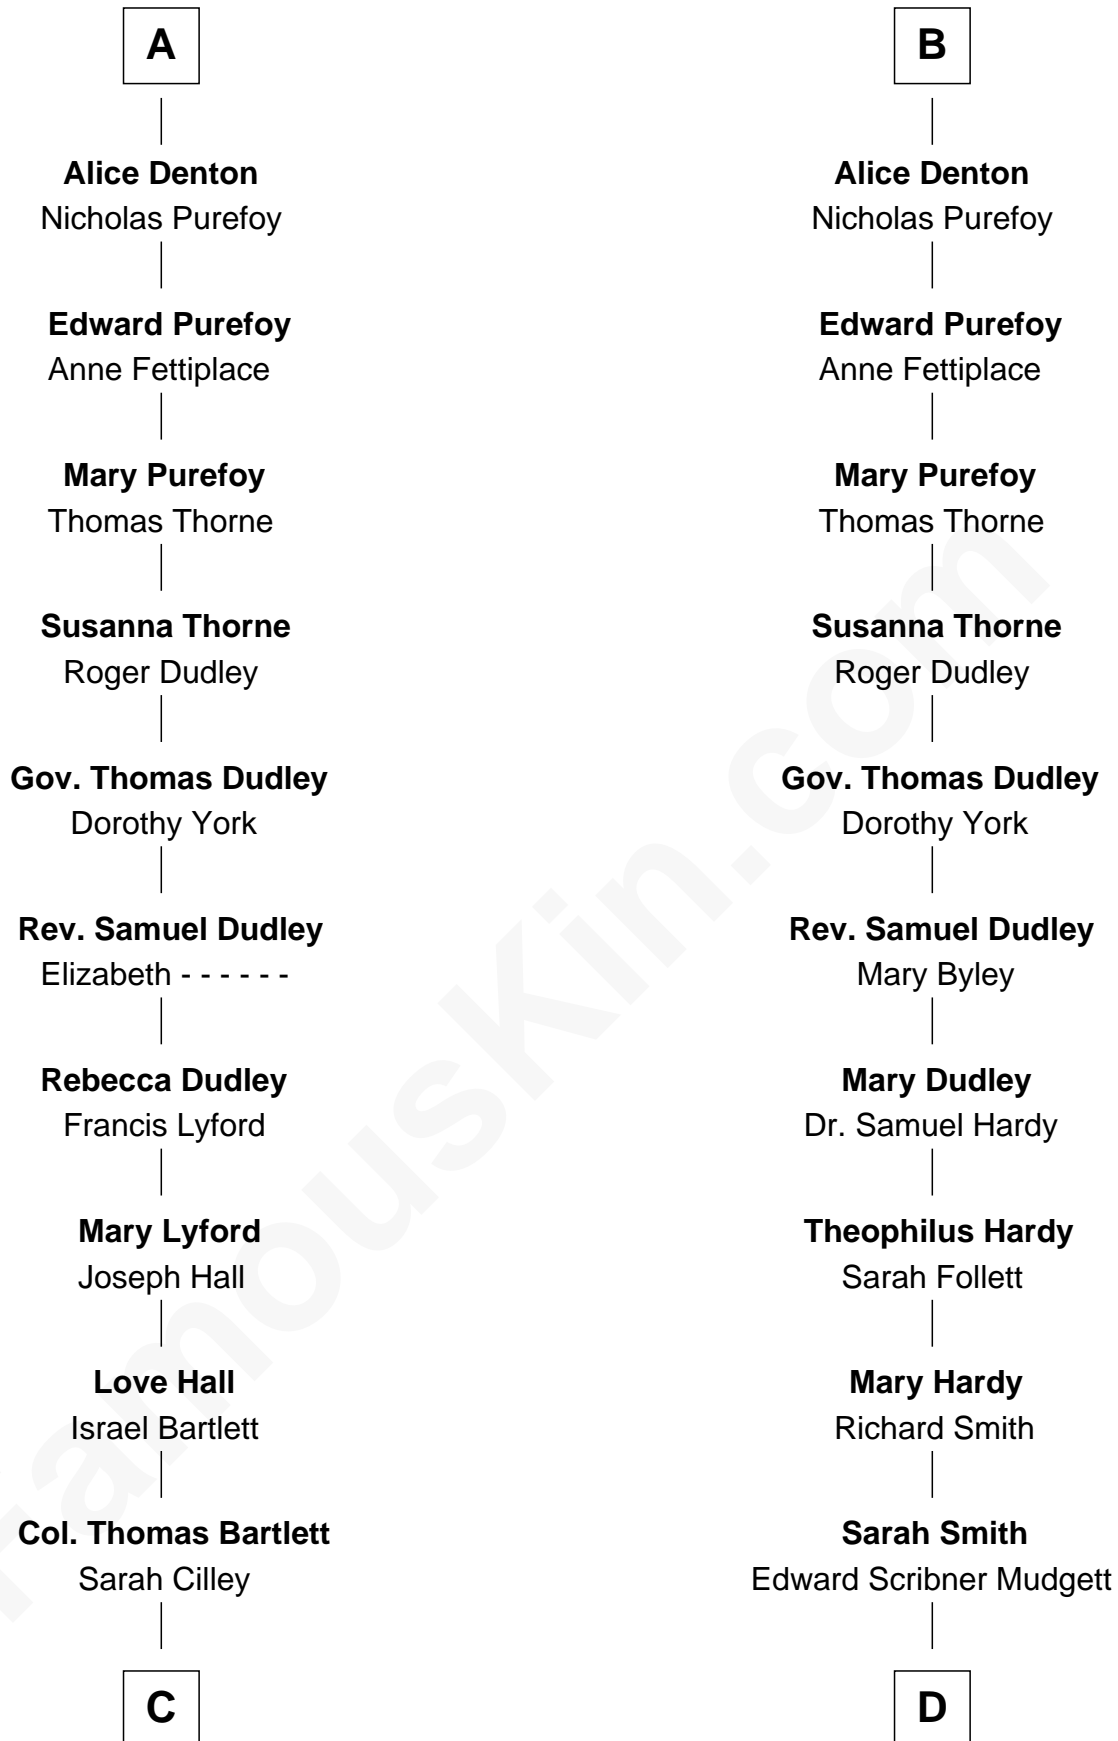 A
Alice Denton
Nicholas Purefoy
Edward Purefoy
Anne Fettiplace
Mary Purefoy
Thomas Thorne
Susanna Thorne
Roger Dudley
Gov. Thomas Dudley
Dorothy York
Rev. Samuel Dudley
Elizabeth - - - - - -
Rebecca Dudley
Francis Lyford
Mary Lyford
Joseph Hall
Love Hall
Israel Bartlett
Col. Thomas Bartlett
Sarah Cilley
C
B
Alice Denton
Nicholas Purefoy
Edward Purefoy
Anne Fettiplace
Mary Purefoy
Thomas Thorne
Susanna Thorne
Roger Dudley
Gov. Thomas Dudley
Dorothy York
Rev. Samuel Dudley
Mary Byley
Mary Dudley
Dr. Samuel Hardy
Theophilus Hardy
Sarah Follett
Mary Hardy
Richard Smith
Sarah Smith
Edward Scribner Mudgett
D
FamousKin.com